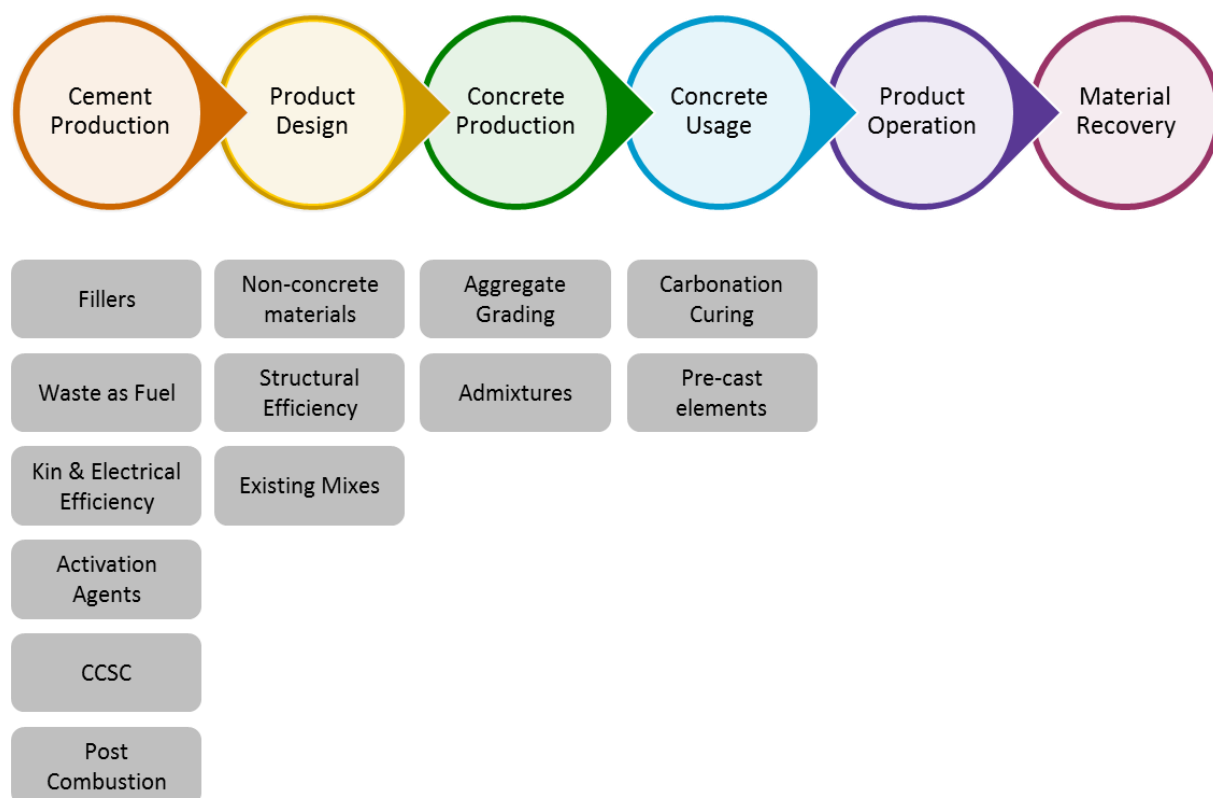 Cement
Production
Product
Design
Concrete
Production
Concrete
Usage
Product
Operation
Material
Recovery
Fillers
Non-concrete
materials
Aggregate
Grading
Carbonation
Curing
Waste as Fuel
Structural
Efficiency
Admixtures
Pre-cast
elements
Kin & Electrical
Efficiency
Existing Mixes
Activation
Agents
CCSC
Post
Combustion